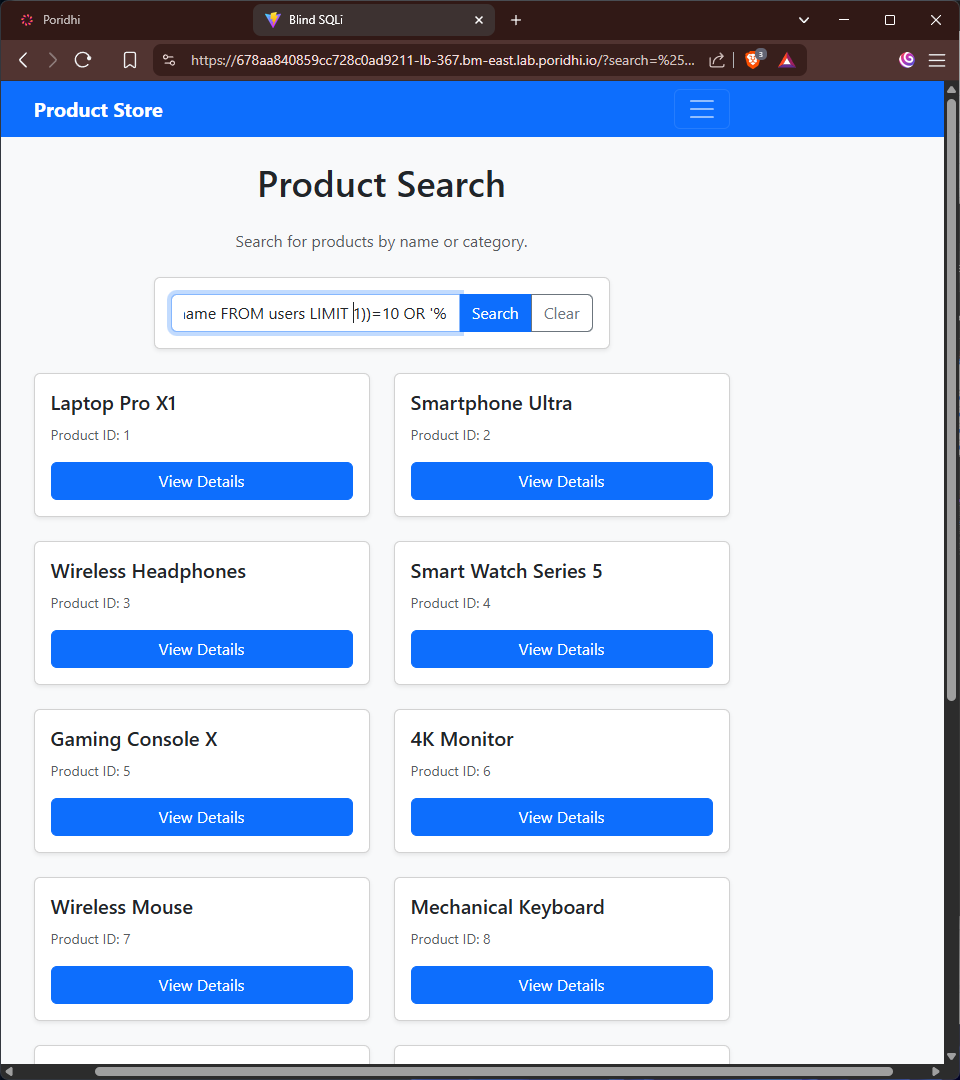 Poridhi
Blind SQLi
https://678aa840859cc728c0ad9211-lb-367.bm-east.lab.poridhi.io/?search=%25...
3
Product Store
Product Search
Search for products by name or category.
name FROM users LIMIT 1))=10 OR '%
Search
Clear
Laptop Pro X1
Product ID: 1
View Details
Smartphone Ultra
Product ID: 2
View Details
Wireless Headphones
Product ID: 3
View Details
Smart Watch Series 5
Product ID: 4
View Details
Gaming Console X
Product ID: 5
View Details
4K Monitor
Product ID: 6
View Details
Wireless Mouse
Product ID: 7
View Details
Mechanical Keyboard
Product ID: 8
View Details